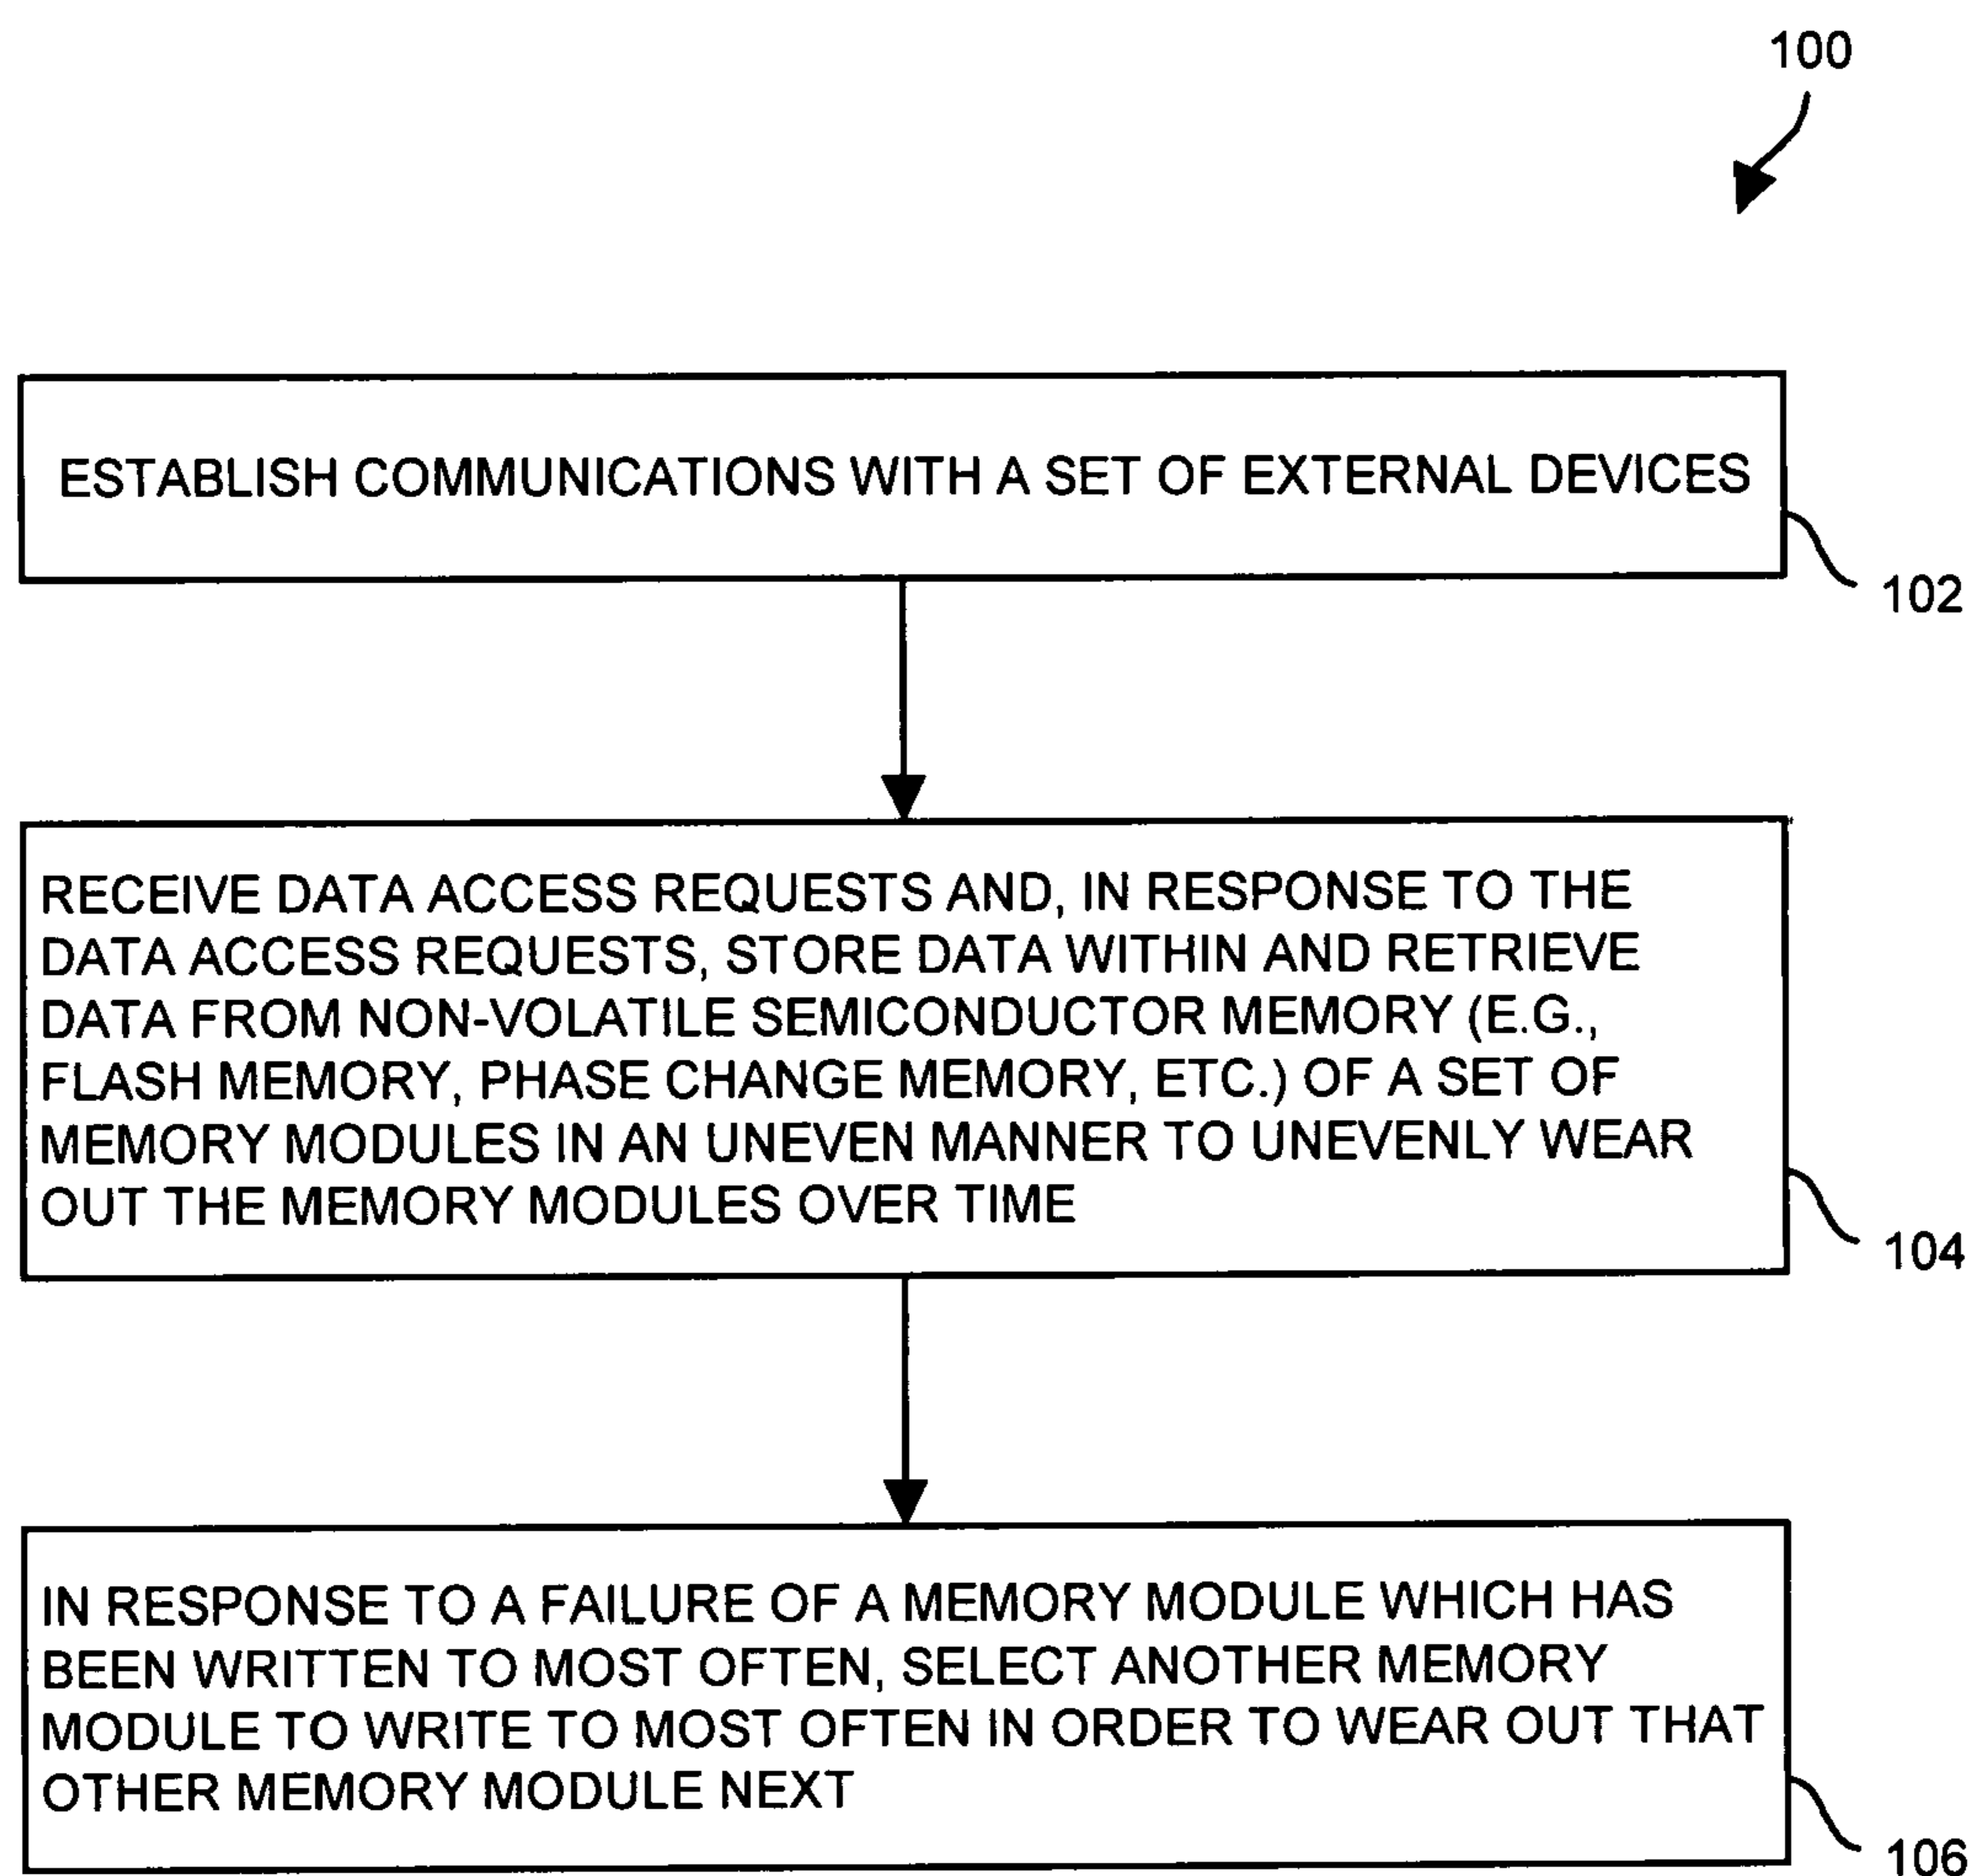 100
ESTABLISH COMMUNICATIONS WITH A SET OF EXTERNAL DEVICES
102
RECEIVE DATA ACCESS REQUESTS AND, IN RESPONSE TO THE
DATA ACCESS REQUESTS, STORE DATA WITHIN AND RETRIEVE
DATA FROM NON-VOLATILE SEMICONDUCTOR MEMORY (E.G.,
FLASH MEMORY, PHASE CHANGE MEMORY, ETC.) OF A SET OF
MEMORY MODULES IN AN UNEVEN MANNER TO UNEVENLY WEAR
OUT THE MEMORY MODULES OVER TIME
104
IN RESPONSE TO A FAILURE OF A MEMORY MODULE WHICH HAS
BEEN WRITTEN TO MOST OFTEN, SELECT ANOTHER MEMORY
MODULE TO WRITE TO MOST OFTEN IN ORDER TO WEAR OUT THAT
OTHER MEMORY MODULE NEXT
106